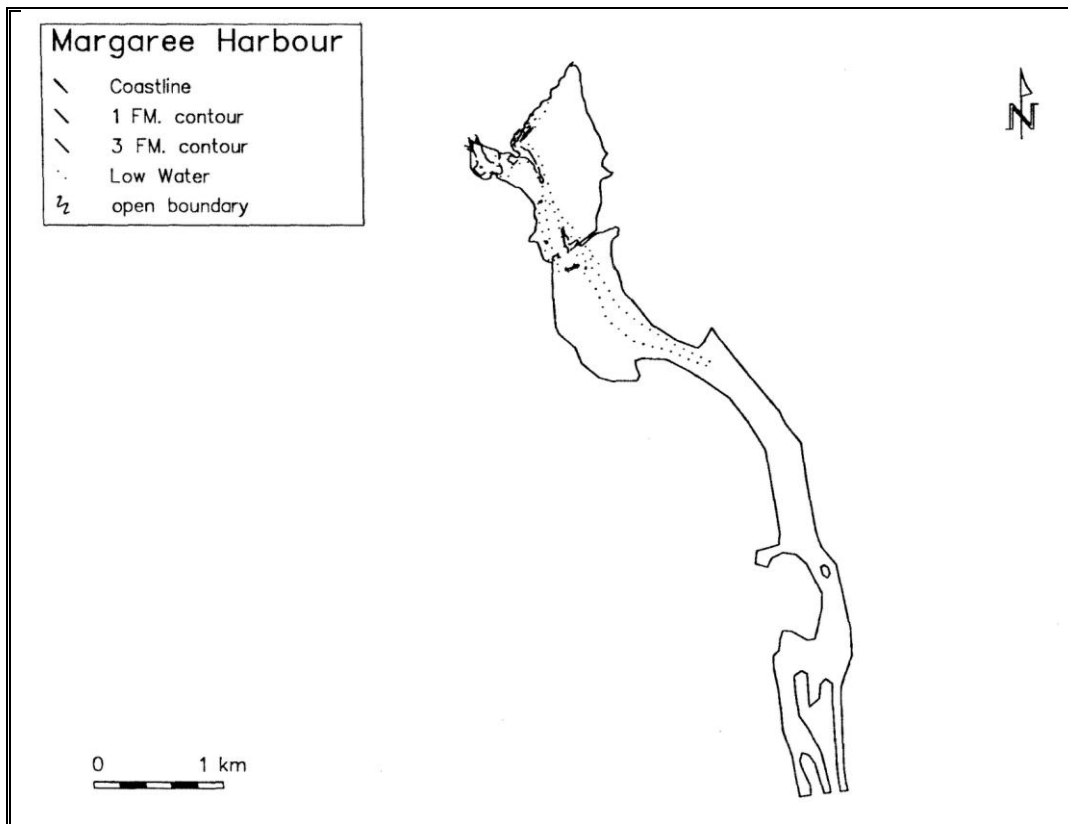 Margaree Harbour
Coastline
1 FM. contour
3 FM. contour
Low Water
open boundary
N
0 1 km